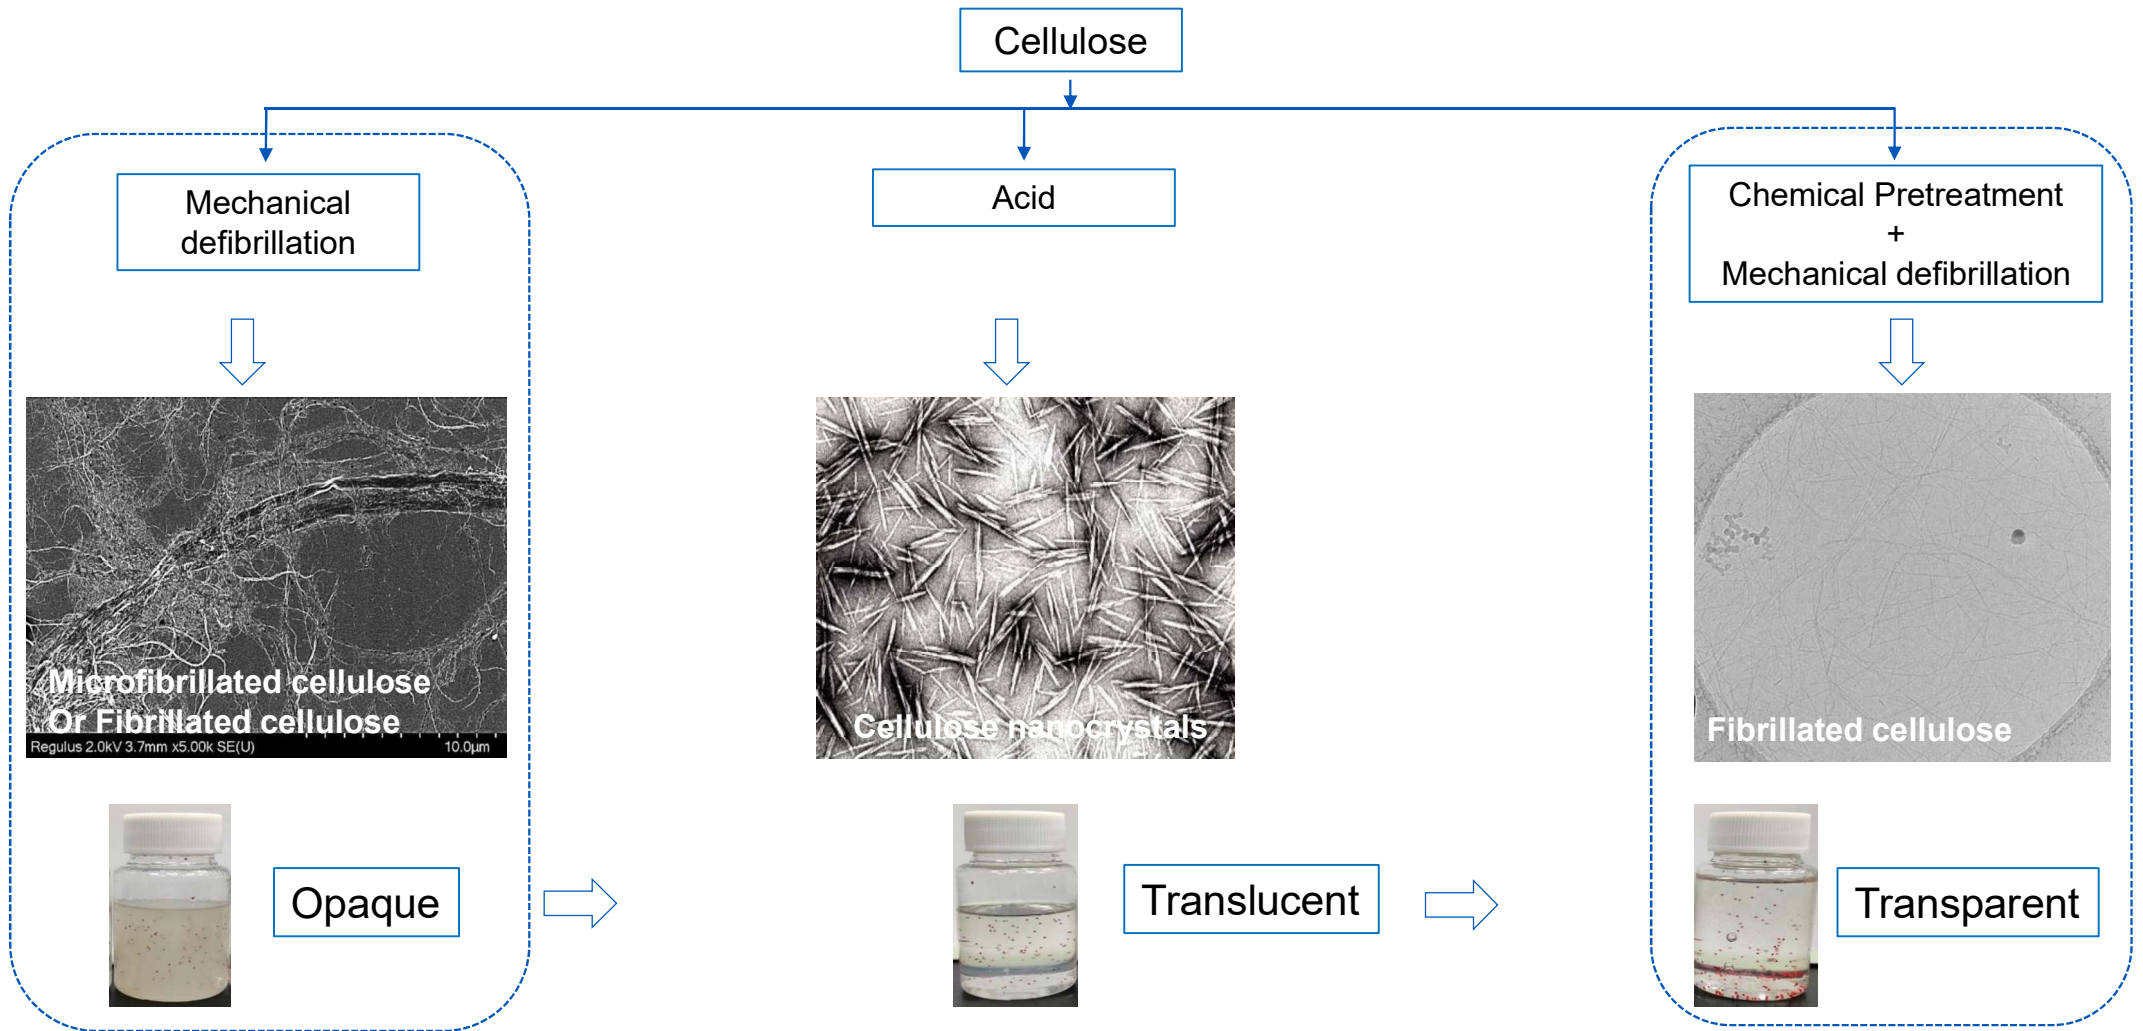 Cellulose
Mechanical
defibrillation
Acid
Chemical Pretreatment
+
Mechanical defibrillation
Microfibrillated cellulose
Or Fibrillated cellulose
Regulus 2.0kV 3.7mm x5.00k SE(U)
10.0µm
Cellulose nanocrystals
Fibrillated cellulose
Opaque
Translucent
Transparent